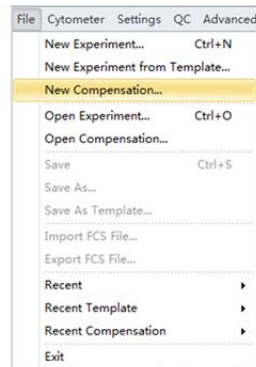 File Cytometer Settings QC Advanced
New Experiment... Ctrl+N
New Experiment from Template...
New Compensation...
Open Experiment... Ctrl+O
Open Compensation...
Save Ctrl+S
Save As...
Save As Template...
Import FCS File...
Export FCS File...
Recent
Recent Template
Recent Compensation
Exit